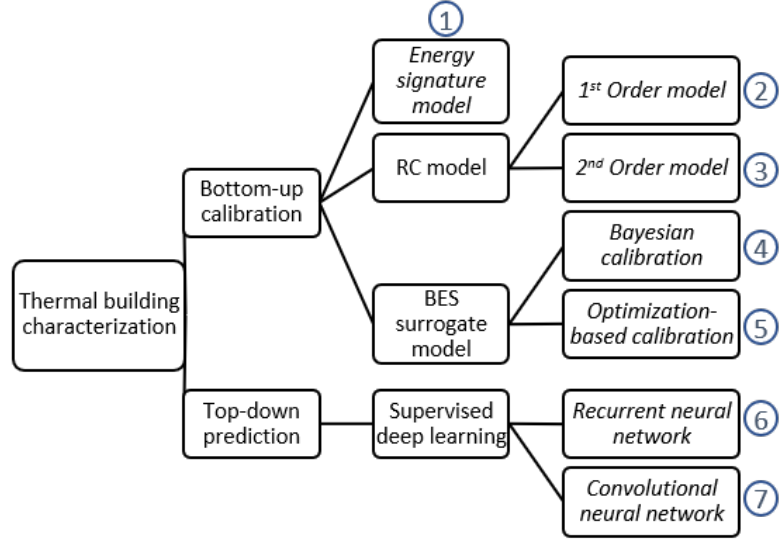 1
Energy
signature
model
1st Order model
2
RC model
2nd Order model
3
Bottom-up
calibration
Bayesian
calibration
4
BES
surrogate
model
Optimization-
based calibration
5
Thermal building
characterization
Top-down
prediction
Supervised
deep learning
Recurrent neural
network
6
Convolutional
neural network
7